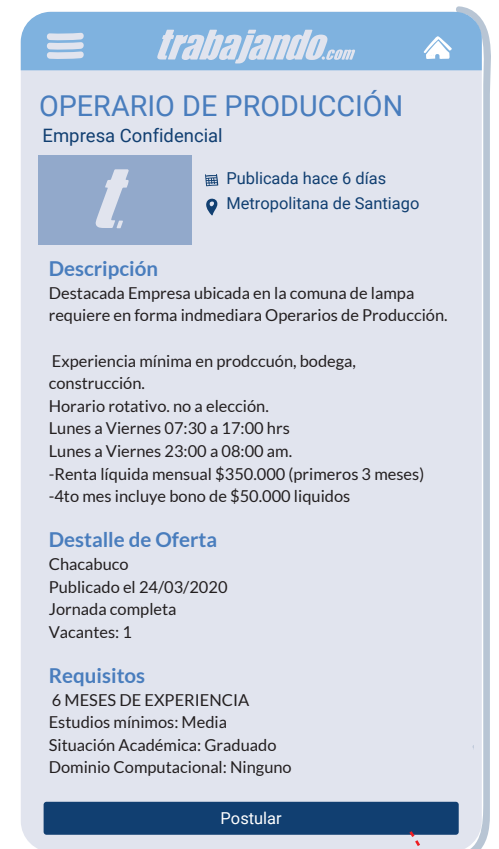 trabajando.com
OPERARIO DE PRODUCCIÓN
Empresa Confidencial
t.
Publicada hace 6 días
Metropolitana de Santiago
Descripción
Destacada Empresa ubicada en la comuna de lampa
requiere en forma indmediara Operarios de Producción.
Experiencia mínima en prodccuón, bodega,
construcción.
Horario rotativo. no a elección.
Lunes a Viernes 07:30 a 17:00 hrs
Lunes a Viernes 23:00 a 08:00 am.
-Renta líquida mensual $350.000 (primeros 3 meses)
-4to mes incluye bono de $50.000 liquidos
Destalle de Oferta
Chacabuco
Publicado el 24/03/2020
Jornada completa
Vacantes: 1
Requisitos
6 MESES DE EXPERIENCIA
Estudios mínimos: Media
Situación Académica: Graduado
Dominio Computacional: Ninguno
Postular